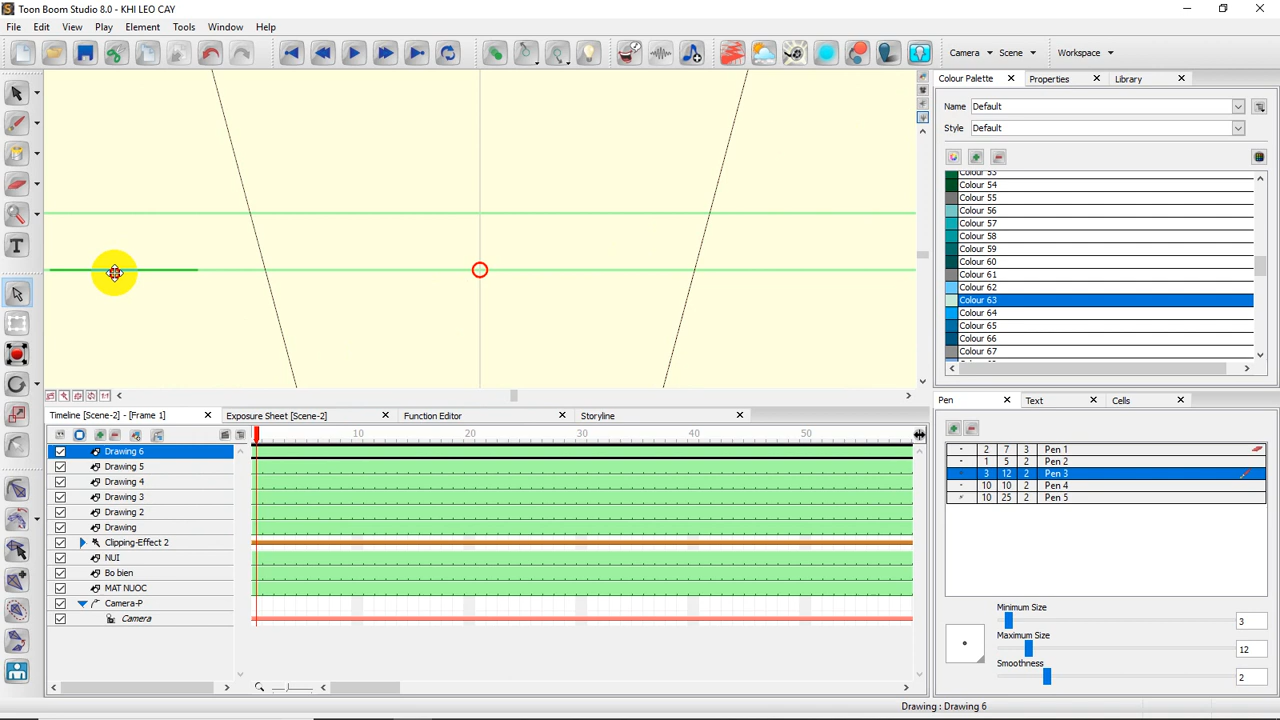 Toon Boom Studio 8.0 - KHI LEO CAY
File Edit View Play Element Tools Window Help
Camera Scene Workspace
Colour Palette Properties Library
Name Default
Style Default
Colour 53
Colour 54
Colour 55
Colour 56
Colour 57
Colour 58
Colour 59
Colour 60
Colour 61
Colour 62
Colour 63
Colour 64
Colour 65
Colour 66
Colour 67
Timeline [Scene-2] - [Frame 1] Exposure Sheet [Scene-2] Function Editor Storyline
10 20 30 40 50
Drawing 6
Drawing 5
Drawing 4
Drawing 3
Drawing 2
Drawing
Clipping-Effect 2
NUI
Bo bien
MAT NUOC
Camera-P
Camera
Pen Text Cells
2 7 3 Pen 1
1 5 2 Pen 2
3 12 2 Pen 3
10 10 2 Pen 4
10 25 2 Pen 5
Minimum Size
3
Maximum Size
12
Smoothness
2
Drawing : Drawing 6